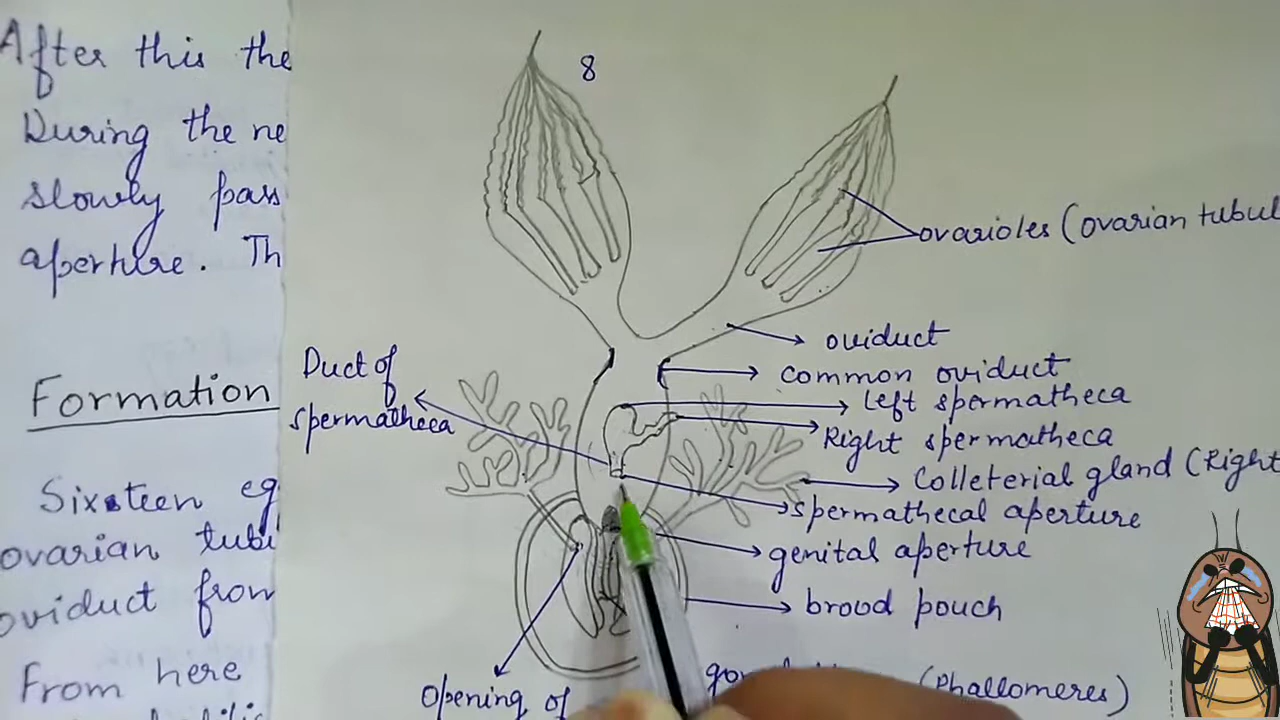 After this the
During the ne
slowly pass
aperture. Th
Formation
Sixteen eg
ovarian tubu
oviduct from
From here
8
ovarioles (ovarian tubul
oviduct
common oviduct
Left spermatheca
Right spermatheca
Colleterial gland (Right
spermathecal aperture
genital aperture
brood pouch
(Phallomeres)
Duct of
spermatheca
Opening of